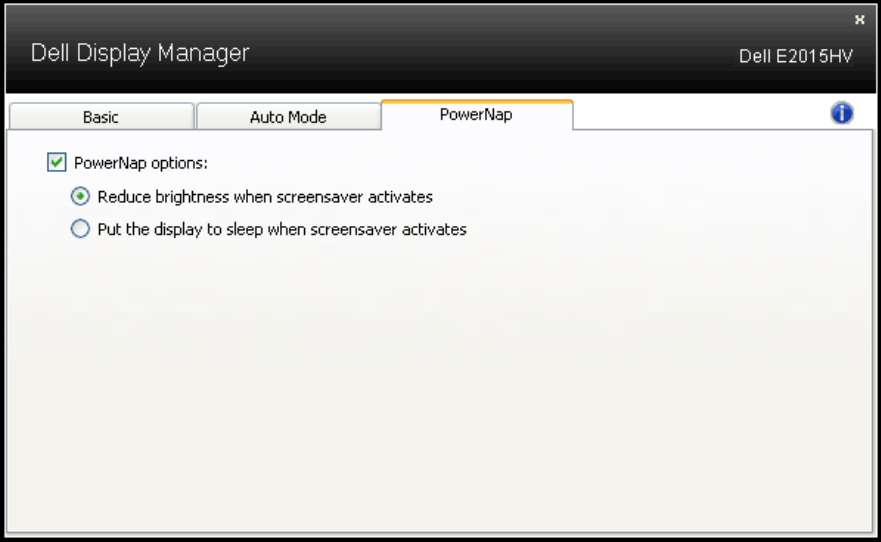 Dell Display Manager
Dell E2015HV
Basic
Auto Mode
PowerNap
PowerNap options:
Reduce brightness when screensaver activates
Put the display to sleep when screensaver activates